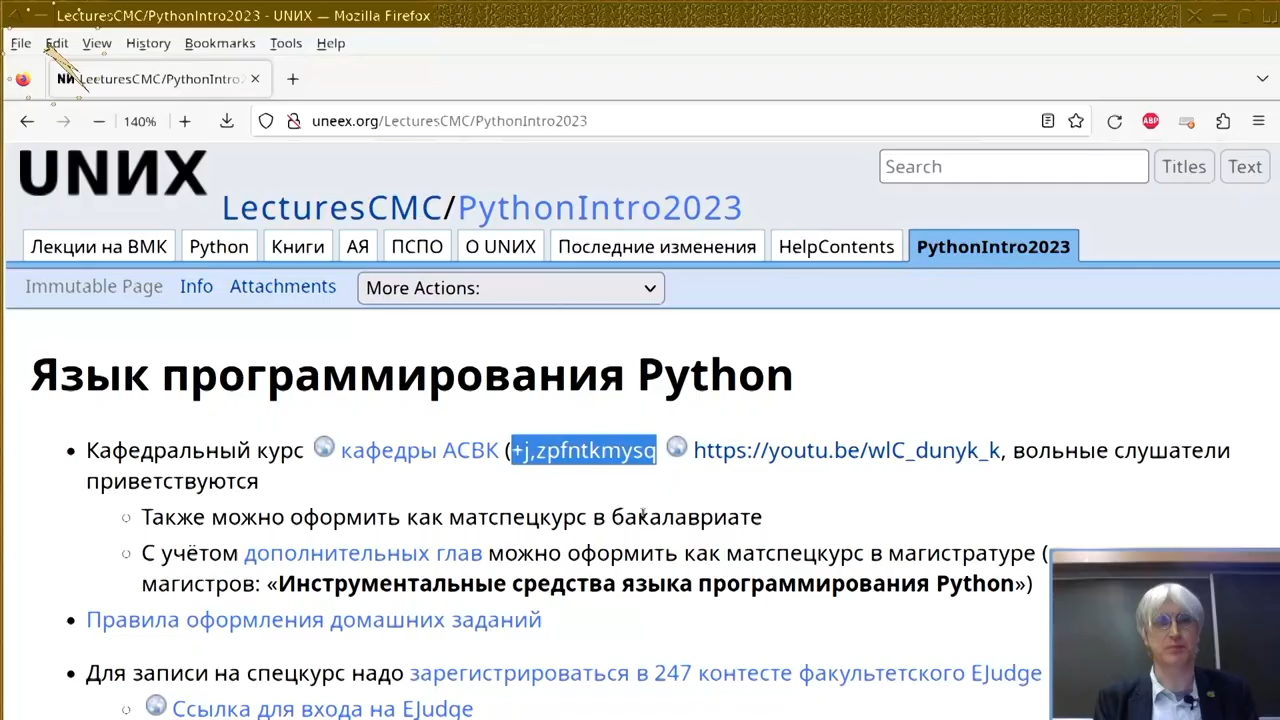 LecturesCMC/PythonIntro2023 - UNИX — Mozilla Firefox
File Edit View History Bookmarks Tools Help
NИ LecturesCMC/PythonIntro2
140% uneex.org/LecturesCMC/PythonIntro2023 ABP
UNИX
Search Titles Text
LecturesCMC/PythonIntro2023
Лекции на ВМК Python Книги АЯ ПСПО О UNИX Последние изменения HelpContents PythonIntro2023
Immutable Page Info Attachments More Actions:
Язык программирования Python
• Кафедральный курс кафедры АСВК (+j,zpfntkmysq https://youtu.be/wlC_dunyk_k, вольные слушатели
приветствуются
Также можно оформить как матспецкурс в бакалавриате
С учётом дополнительных глав можно оформить как матспецкурс в магистратуре (
магистров: «Инструментальные средства языка программирования Python»)
• Правила оформления домашних заданий
• Для записи на спецкурс надо зарегистрироваться в 247 контесте факультетского EJudge
Ссылка для входа на EJudge